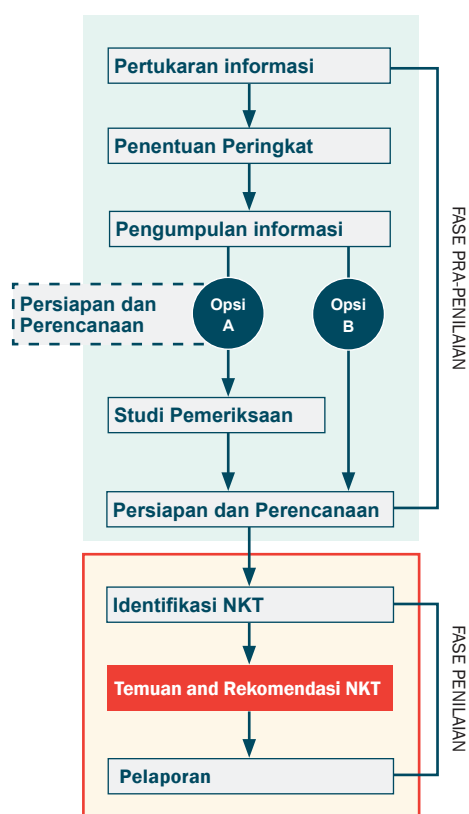 Pertukaran informasi
Penentuan Peringkat
Pengumpulan informasi
Persiapan dan
Perencanaan
Opsi
A
Opsi
B
Studi Pemeriksaan
Persiapan dan Perencanaan
FASE PRA-PENILAIAN
Identifikasi NKT
Temuan and Rekomendasi NKT
Pelaporan
FASE PENILAIAN